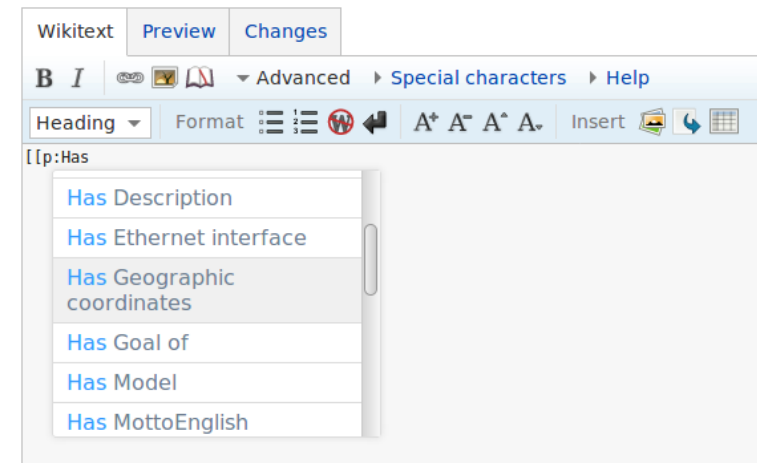 Wikitext Preview Changes
B I Advanced Special characters Help
Heading Format A+ A- A^ A Insert
[[p:Has
Has Description
Has Ethernet interface
Has Geographic
coordinates
Has Goal of
Has Model
Has MottoEnglish